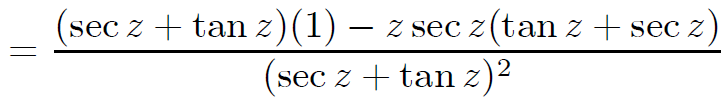 = \frac{(\sec z + \tan z)(1) - z \sec z(\tan z + \sec z)}{(\sec z + \tan z)^2}